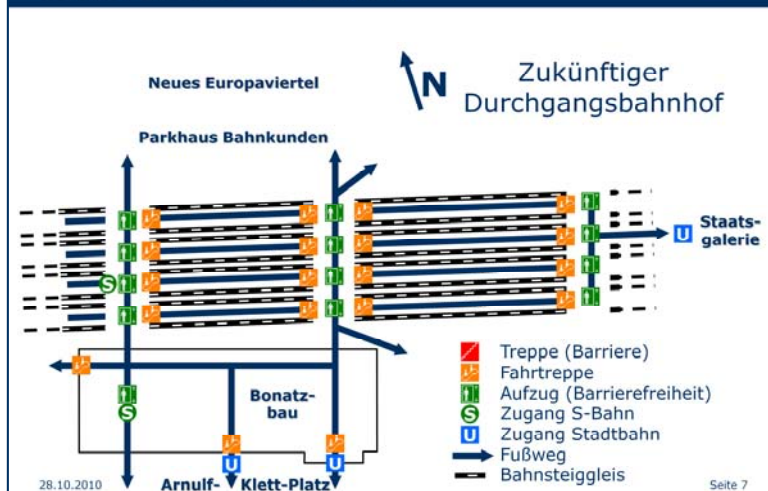 Neues Europaviertel
N
Zukünftiger
Durchgangsbahnhof
Parkhaus Bahnkunden
U
Staats-
galerie
S
Bonatz-
bau
S
U
U
Arnulf-
Klett-Platz
Treppe (Barriere)
Fahrtreppe
Aufzug (Barrierefreiheit)
S Zugang S-Bahn
U Zugang Stadtbahn
Fußweg
Bahnsteiggleis
28.10.2010
Seite 7